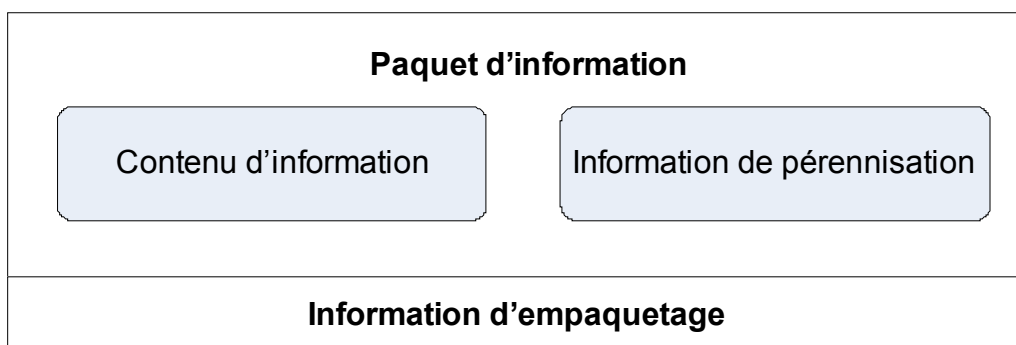 Paquet d’information
Contenu d’information
Information de pérennisation
Information d’empaquetage